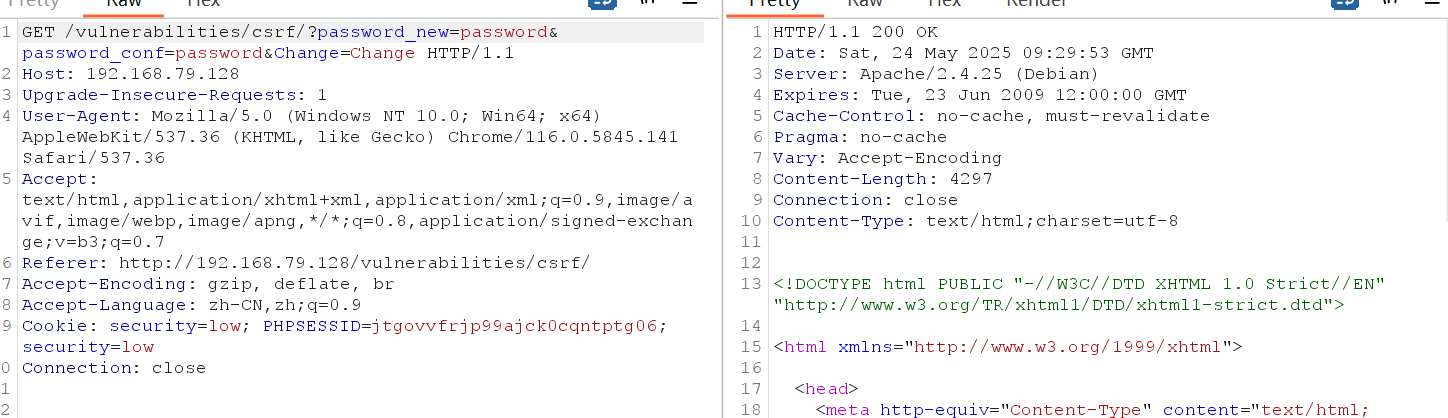 Pretty Raw Hex
1 GET /vulnerabilities/csrf/?password_new=password&
password_conf=password&Change=Change HTTP/1.1
2 Host: 192.168.79.128
3 Upgrade-Insecure-Requests: 1
4 User-Agent: Mozilla/5.0 (Windows NT 10.0; Win64; x64)
AppleWebKit/537.36 (KHTML, like Gecko) Chrome/116.0.5845.141
Safari/537.36
5 Accept:
text/html,application/xhtml+xml,application/xml;q=0.9,image/a
vif,image/webp,image/apng,*/*;q=0.8,application/signed-exchan
ge;v=b3;q=0.7
6 Referer: http://192.168.79.128/vulnerabilities/csrf/
7 Accept-Encoding: gzip, deflate, br
8 Accept-Language: zh-CN,zh;q=0.9
9 Cookie: security=low; PHPSESSID=jtgovvfrjp99ajck0cqntptg06;
security=low
0 Connection: close
1
2
Pretty Raw Hex Render
1 HTTP/1.1 200 OK
2 Date: Sat, 24 May 2025 09:29:53 GMT
3 Server: Apache/2.4.25 (Debian)
4 Expires: Tue, 23 Jun 2009 12:00:00 GMT
5 Cache-Control: no-cache, must-revalidate
6 Pragma: no-cache
7 Vary: Accept-Encoding
8 Content-Length: 4297
9 Connection: close
10 Content-Type: text/html;charset=utf-8
11
12
13 <!DOCTYPE html PUBLIC "-//W3C//DTD XHTML 1.0 Strict//EN"
"http://www.w3.org/TR/xhtml1/DTD/xhtml1-strict.dtd">
14
15 <html xmlns="http://www.w3.org/1999/xhtml">
16
17 <head>
18 <meta http-equiv="Content-Type" content="text/html;